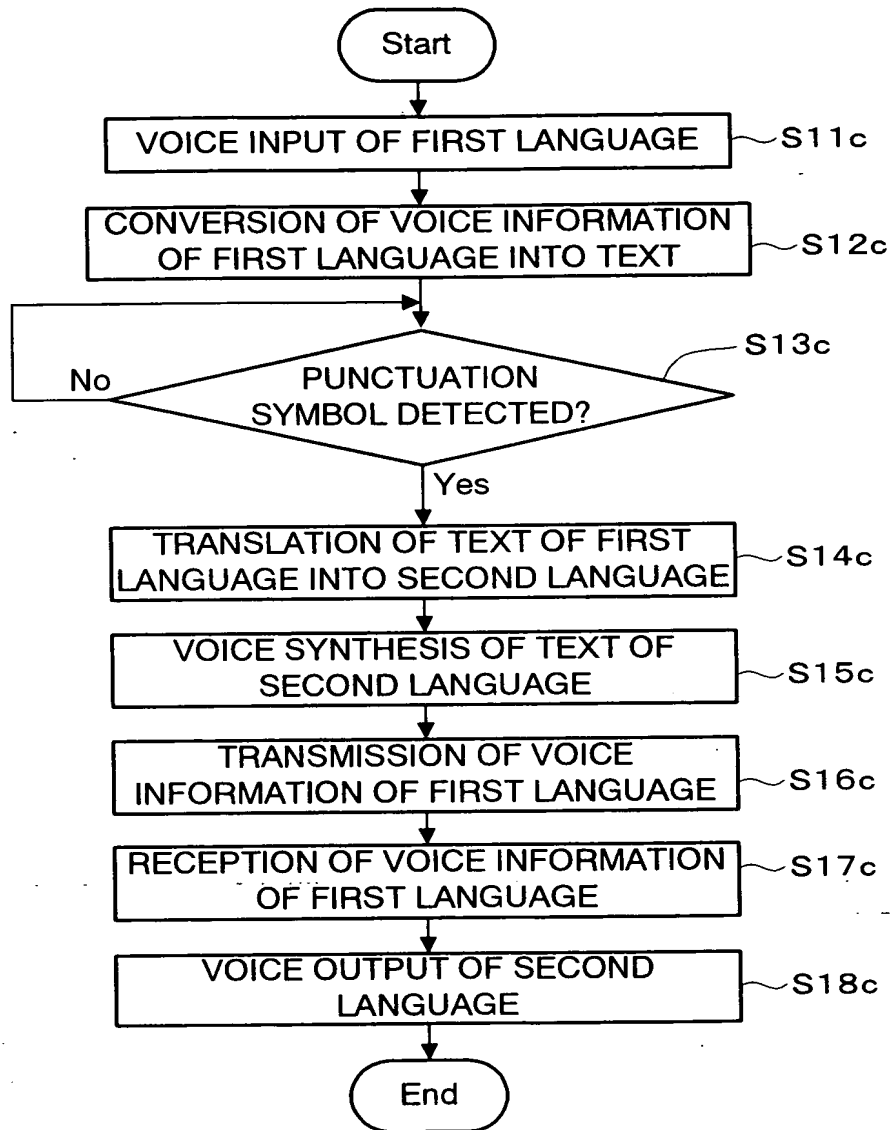 Start
VOICE INPUT OF FIRST LANGUAGE
S11c
CONVERSION OF VOICE INFORMATION
OF FIRST LANGUAGE INTO TEXT
S12c
S13c
No
PUNCTUATION
SYMBOL DETECTED?
Yes
TRANSLATION OF TEXT OF FIRST
LANGUAGE INTO SECOND LANGUAGE
S14c
VOICE SYNTHESIS OF TEXT OF
SECOND LANGUAGE
S15c
TRANSMISSION OF VOICE
INFORMATION OF FIRST LANGUAGE
S16c
RECEPTION OF VOICE INFORMATION
OF FIRST LANGUAGE
S17c
VOICE OUTPUT OF SECOND
LANGUAGE
S18c
End